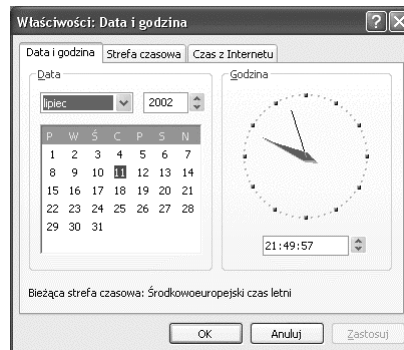 Właściwości: Data i godzina
Data i godzina Strefa czasowa Czas z Internetu
Data
Godzina
lipiec 2002
P W Ś C P S N
1 2 3 4 5 6 7
8 9 10 11 12 13 14
15 16 17 18 19 20 21
22 23 24 25 26 27 28
29 30 31
21:49:57
Bieżąca strefa czasowa: Środkowoeuropejski czas letni
OK Anuluj Zastosuj